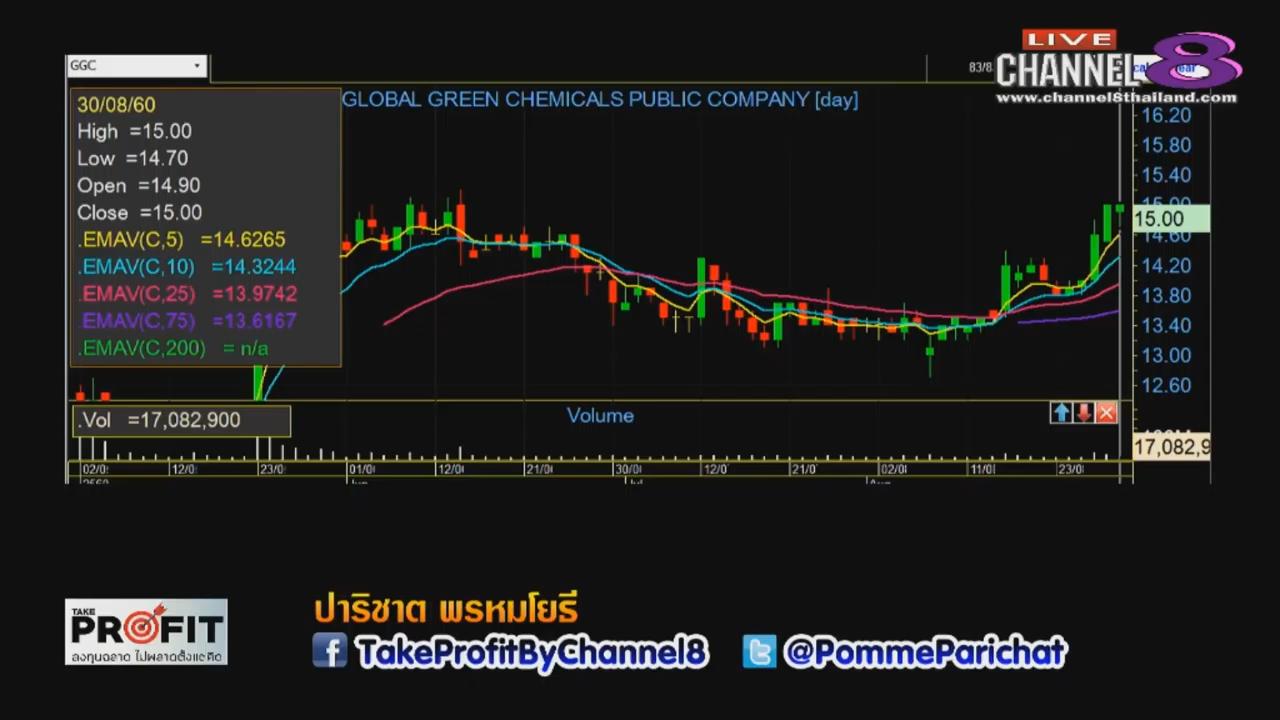 LIVE
CHANNEL 8
www.channel8thailand.com
GGC
83/8
GLOBAL GREEN CHEMICALS PUBLIC COMPANY [day]
30/08/60
High =15.00
Low =14.70
Open =14.90
Close =15.00
.EMAV(C,5) =14.6265
.EMAV(C,10) =14.3244
.EMAV(C,25) =13.9742
.EMAV(C,75) =13.6167
.EMAV(C,200) = n/a
16.20
15.80
15.40
15.00
15.00
14.60
14.20
13.80
13.40
13.00
12.60
.Vol =17,082,900
Volume
17,082,9
02/0 12/0 23/0 01/0 12/0 21/0 30/0 12/0 21/0 02/0 11/0 23/0
TAKE
PROFIT
ลงทุนฉลาด ไม่พลาดตั้งแต่คิด
ปาริชาต พรหมโยธี
TakeProfitByChannel8
@PommeParichat